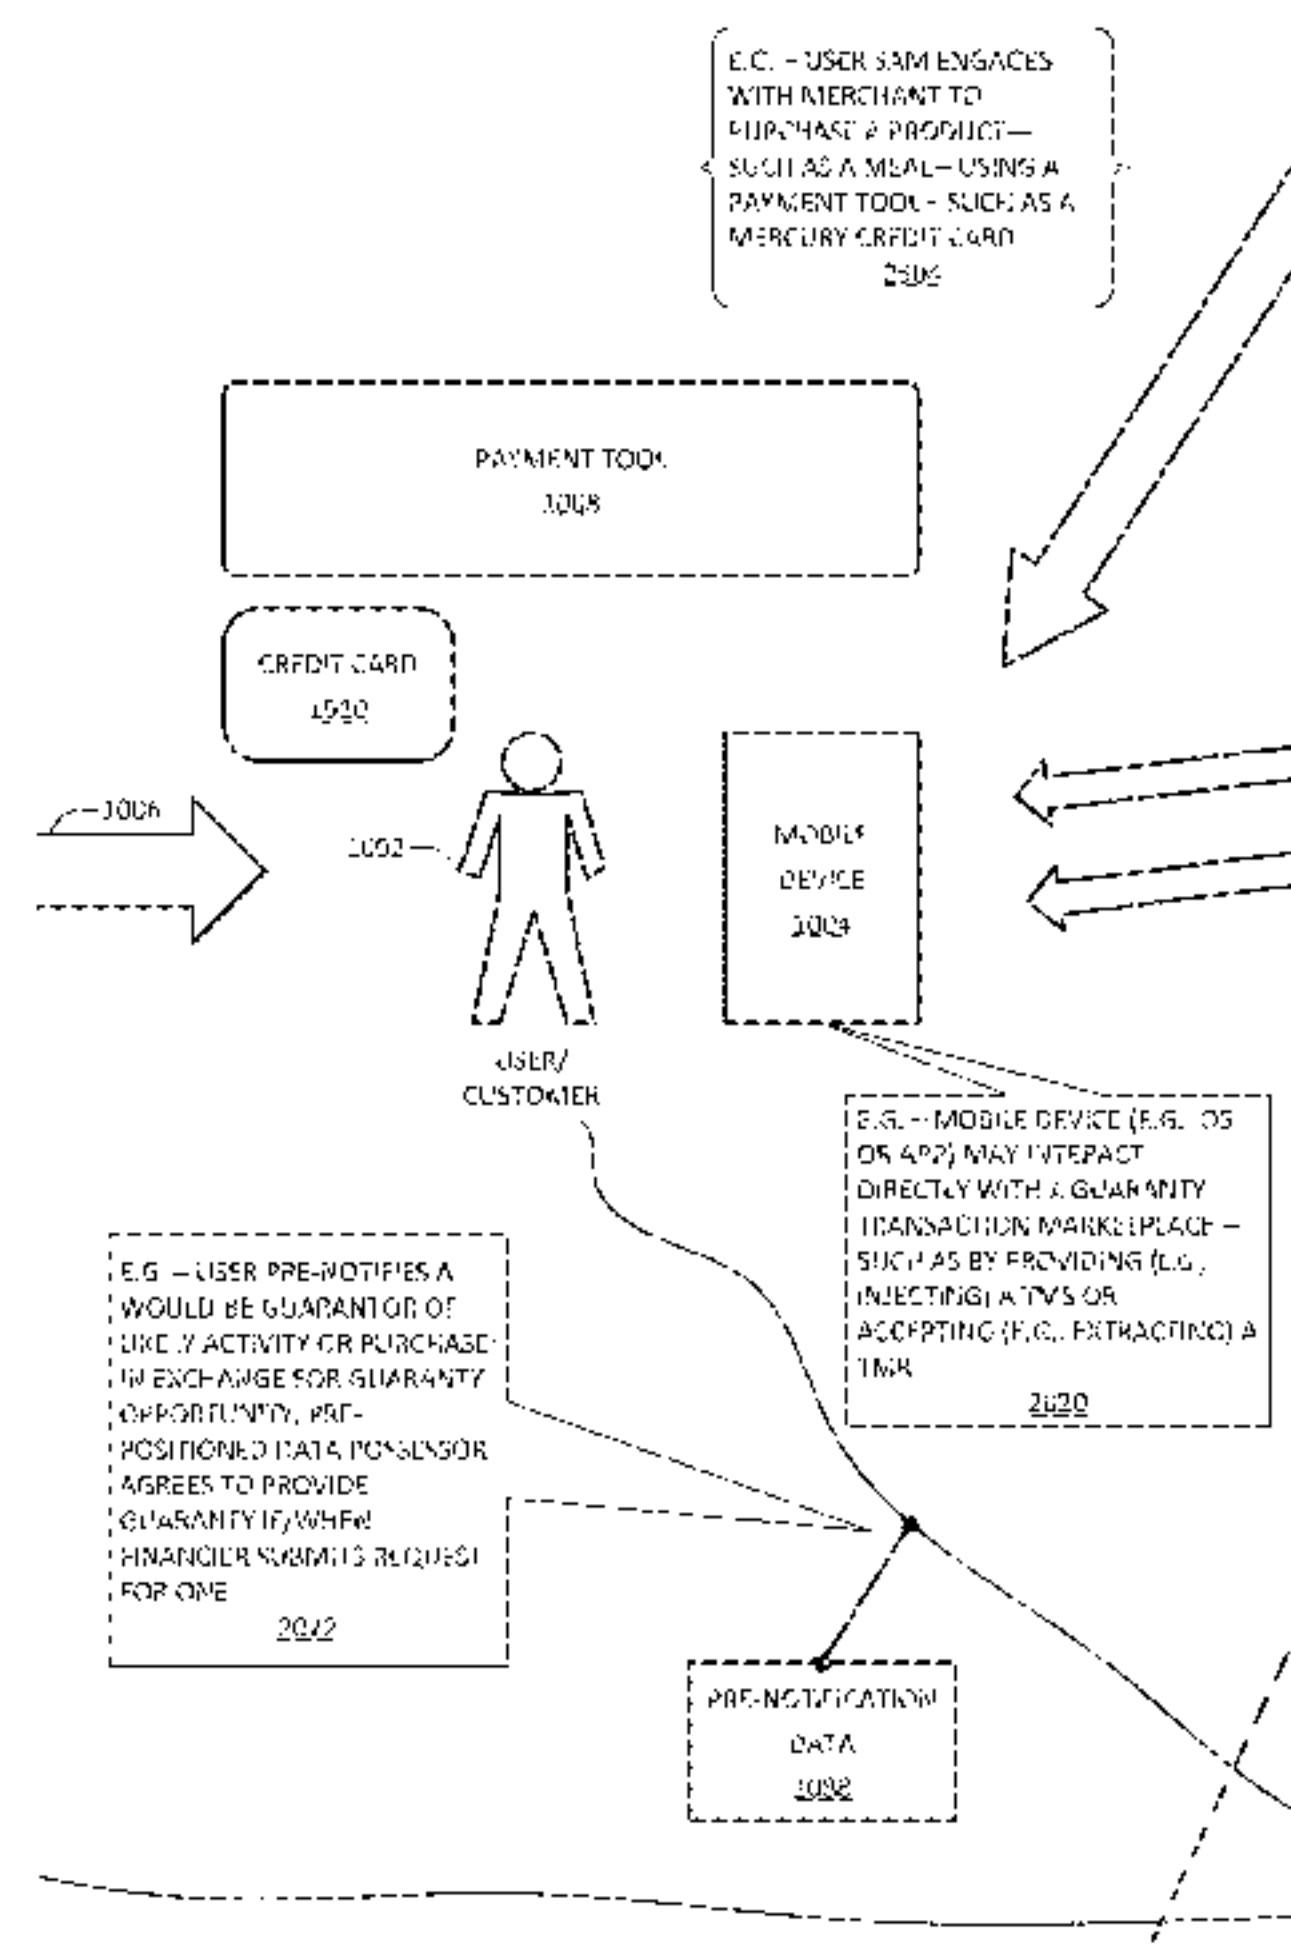 E.G. – USER SAM ENGAGES
WITH MERCHANT TO
PURCHASE A PRODUCT—
SUCH AS A MEAL— USING A
PAYMENT TOOL – SUCH AS A
MERCURY CREDIT CARD
PAYMENT TOOL
CREDIT CARD
1006
MOBILE
DEVICE
1004
USER/
CUSTOMER
E.G. – MOBILE DEVICE (E.G. OS
OR APP) MAY INTERACT
DIRECTLY WITH A GUARANTY
TRANSACTION MARKETPLACE –
SUCH AS BY PROVIDING (E.G.,
INJECTING) OR
ACCEPTING (E.G., EXTRACTING) A
2020
E.G. – USER PRE-NOTIFIES A
WOULD BE GUARANTOR OF
LIKELY ACTIVITY OR PURCHASE;
IN EXCHANGE FOR GUARANTY
OPPORTUNITY, PRE-
POSITIONED DATA POSSESSOR
AGREES TO PROVIDE
GUARANTY IF/WHEN
FINANCIER SUBMITS REQUEST
FOR ONE
PRE-NOTIFICATION
DATA